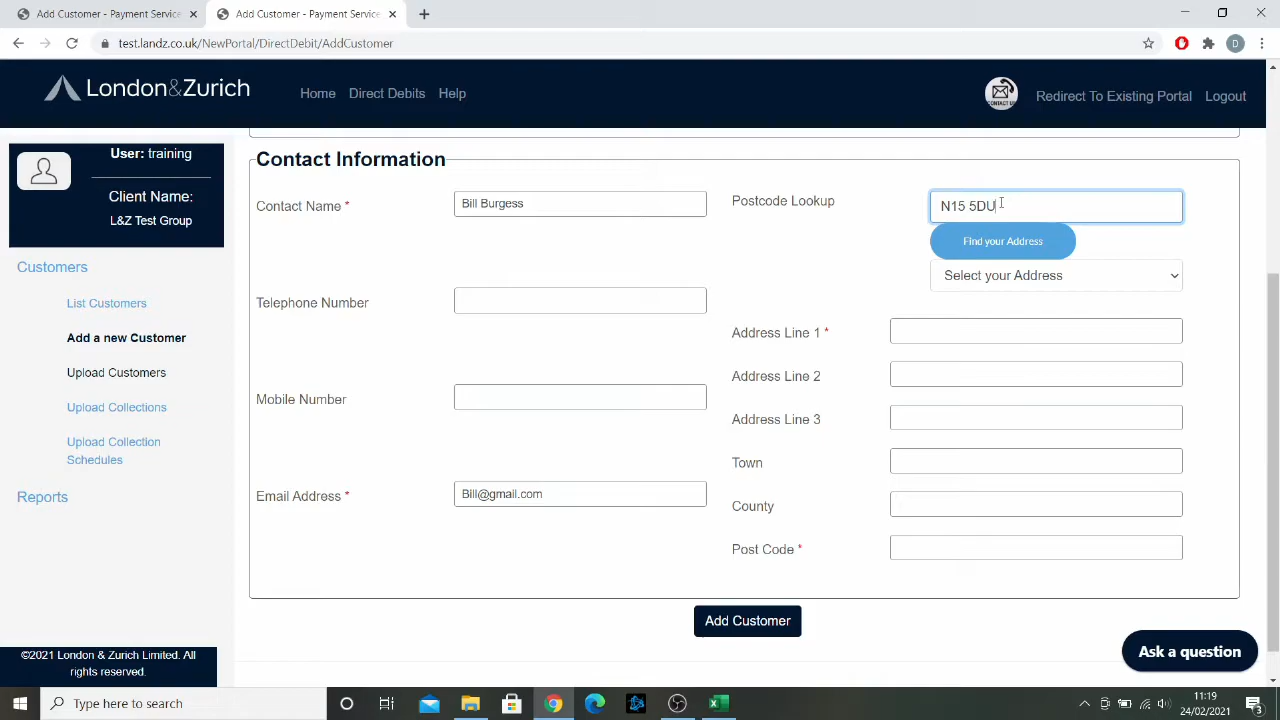 Add Customer - Payment Service
Add Customer - Payment Service
test.landz.co.uk/NewPortal/DirectDebit/AddCustomer
D
London&Zurich
Home
Direct Debits
Help
CONTACT US
Redirect To Existing Portal
Logout
User: training
Client Name:
L&Z Test Group
Customers
List Customers
Add a new Customer
Upload Customers
Upload Collections
Upload Collection
Schedules
Reports
©2021 London & Zurich Limited. All
rights reserved.
Contact Information
Contact Name *
Bill Burgess
Telephone Number
Mobile Number
Email Address *
Bill@gmail.com
Postcode Lookup
N15 5DU
Find your Address
Select your Address
Address Line 1 *
Address Line 2
Address Line 3
Town
County
Post Code *
Add Customer
Ask a question
Type here to search
11:19
24/02/2021
3